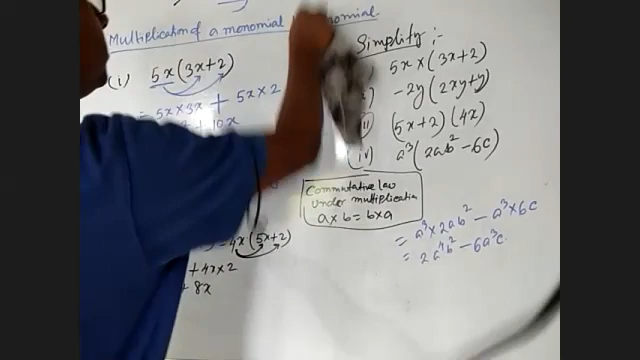 Multiplication of a monomial nomial
(i) 5x(3x+2)
= 5x×3x + 5x×2
+ 10x
4x(5x+2)
+ 4x×2
+ 8x
Simplify :-
5x × (3x+2)
-2y(2xy+y)
(5x+2)(4x)
(iv) a³(2ab²-6c)
Commutative law
under multiplication
a×b = b×a
= a³×2ab² - a³×6c
= 2a⁴b² - 6a³c